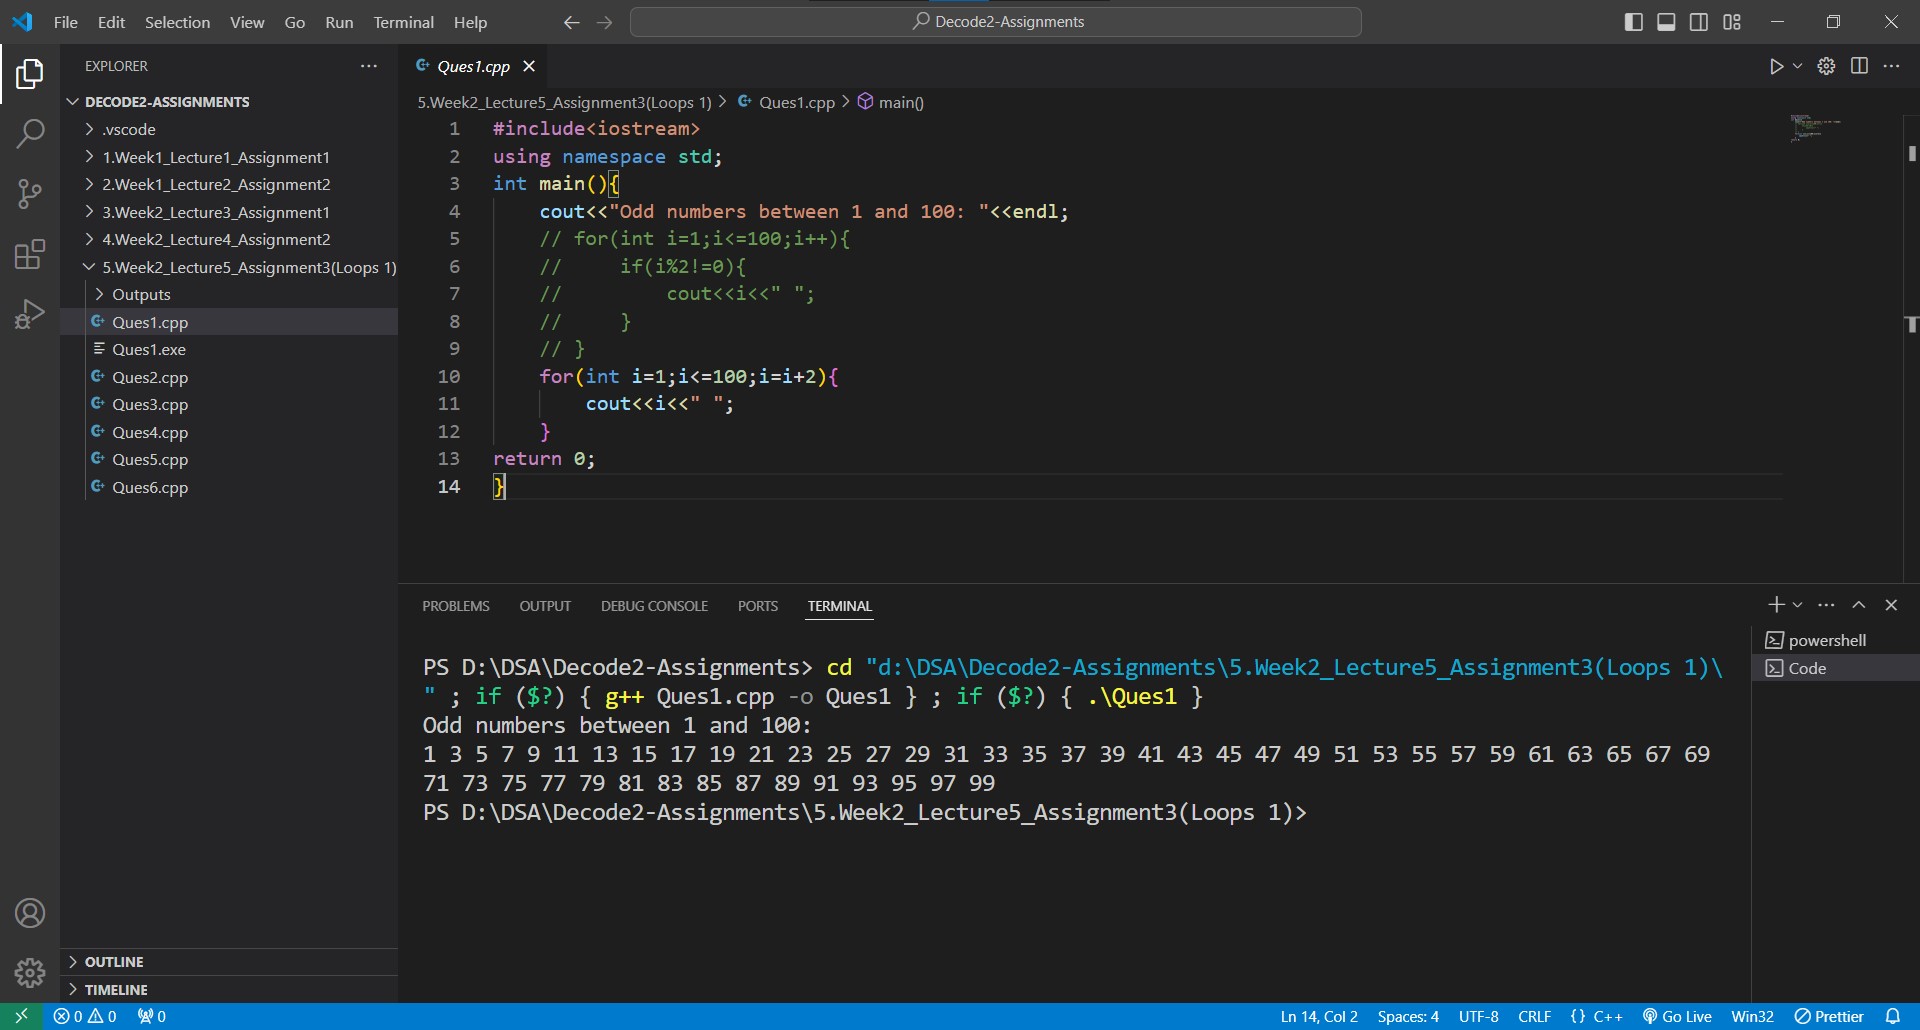 File Edit Selection View Go Run Terminal Help
Decode2-Assignments
EXPLORER
DECODE2-ASSIGNMENTS
.vscode
1.Week1_Lecture1_Assignment1
2.Week1_Lecture2_Assignment2
3.Week2_Lecture3_Assignment1
4.Week2_Lecture4_Assignment2
5.Week2_Lecture5_Assignment3(Loops 1)
Outputs
Ques1.cpp
Ques1.exe
Ques2.cpp
Ques3.cpp
Ques4.cpp
Ques5.cpp
Ques6.cpp
OUTLINE
TIMELINE
Ques1.cpp
5.Week2_Lecture5_Assignment3(Loops 1) > Ques1.cpp > main()
1 #include<iostream>
2 using namespace std;
3 int main(){
4     cout<<"Odd numbers between 1 and 100: "<<endl;
5     // for(int i=1;i<=100;i++){
6     //     if(i%2!=0){
7     //         cout<<i<<" ";
8     //     }
9     // }
10     for(int i=1;i<=100;i=i+2){
11         cout<<i<<" ";
12     }
13 return 0;
14 }
PROBLEMS OUTPUT DEBUG CONSOLE PORTS TERMINAL
PS D:\DSA\Decode2-Assignments> cd "d:\DSA\Decode2-Assignments\5.Week2_Lecture5_Assignment3(Loops 1)\
" ; if ($?) { g++ Ques1.cpp -o Ques1 } ; if ($?) { .\Ques1 }
Odd numbers between 1 and 100:
1 3 5 7 9 11 13 15 17 19 21 23 25 27 29 31 33 35 37 39 41 43 45 47 49 51 53 55 57 59 61 63 65 67 69
71 73 75 77 79 81 83 85 87 89 91 93 95 97 99
PS D:\DSA\Decode2-Assignments\5.Week2_Lecture5_Assignment3(Loops 1)>
powershell
Code
0 0 0 Ln 14, Col 2 Spaces: 4 UTF-8 CRLF {} C++ Go Live Win32 Prettier